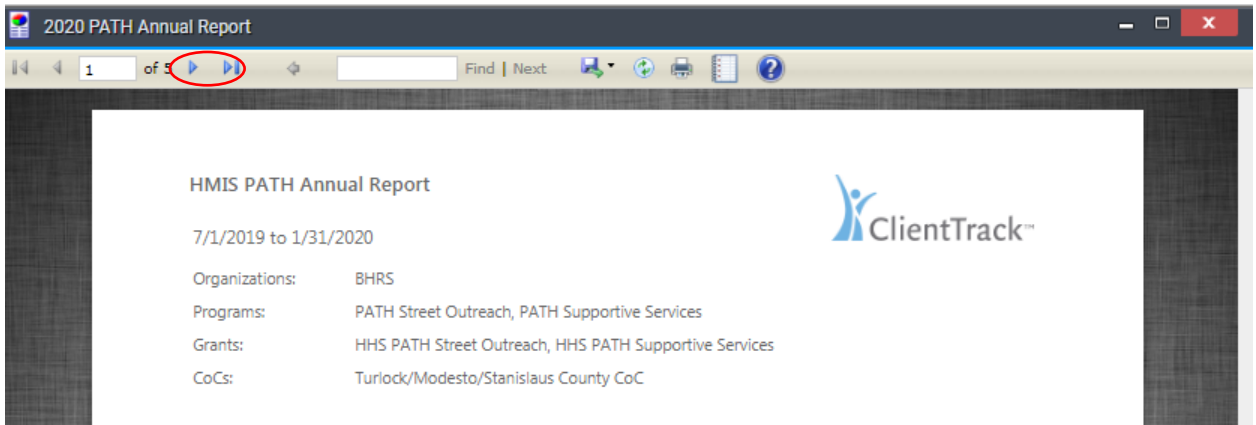 2020 PATH Annual Report
1 of 5 Find | Next
HMIS PATH Annual Report
ClientTrack™
7/1/2019 to 1/31/2020
Organizations: BHRS
Programs: PATH Street Outreach, PATH Supportive Services
Grants: HHS PATH Street Outreach, HHS PATH Supportive Services
CoCs: Turlock/Modesto/Stanislaus County CoC